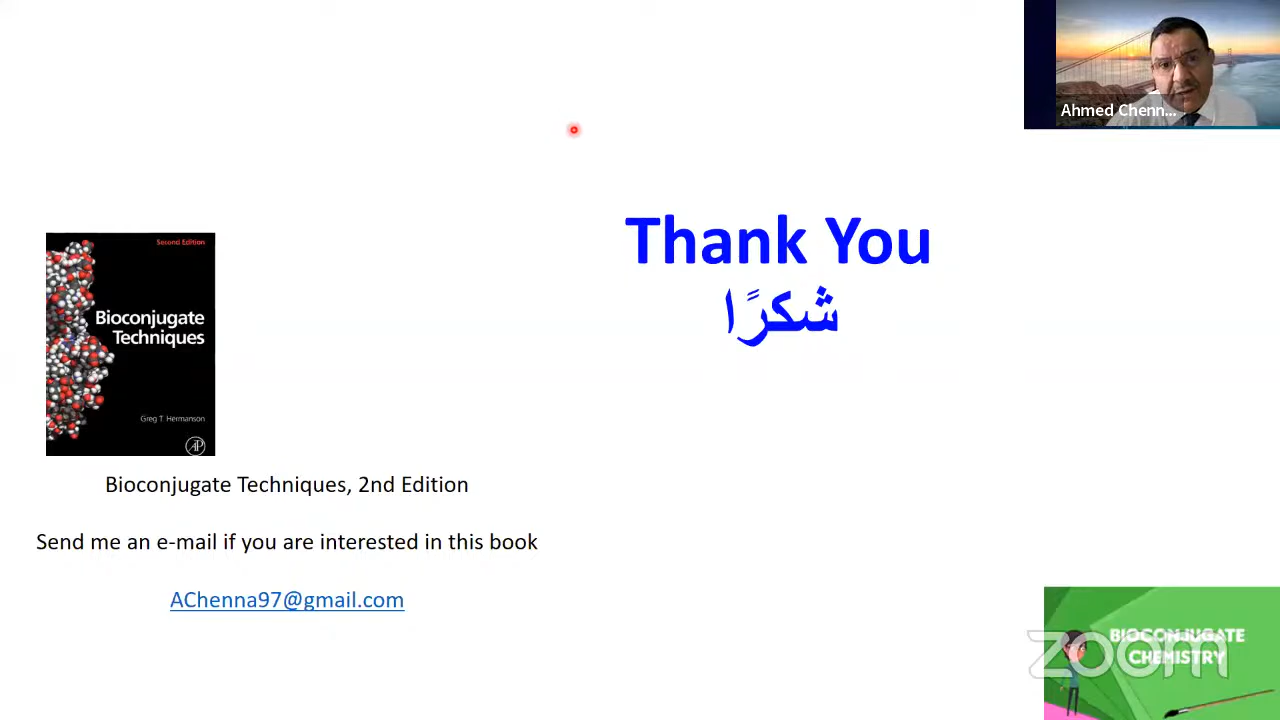 Ahmed Chenn...
Thank You
شكرًا
Second Edition
Bioconjugate
Techniques
Greg T. Hermanson
AP
Bioconjugate Techniques, 2nd Edition
Send me an e-mail if you are interested in this book
AChenna97@gmail.com
BIOCONJUGATE
CHEMISTRY
zoom